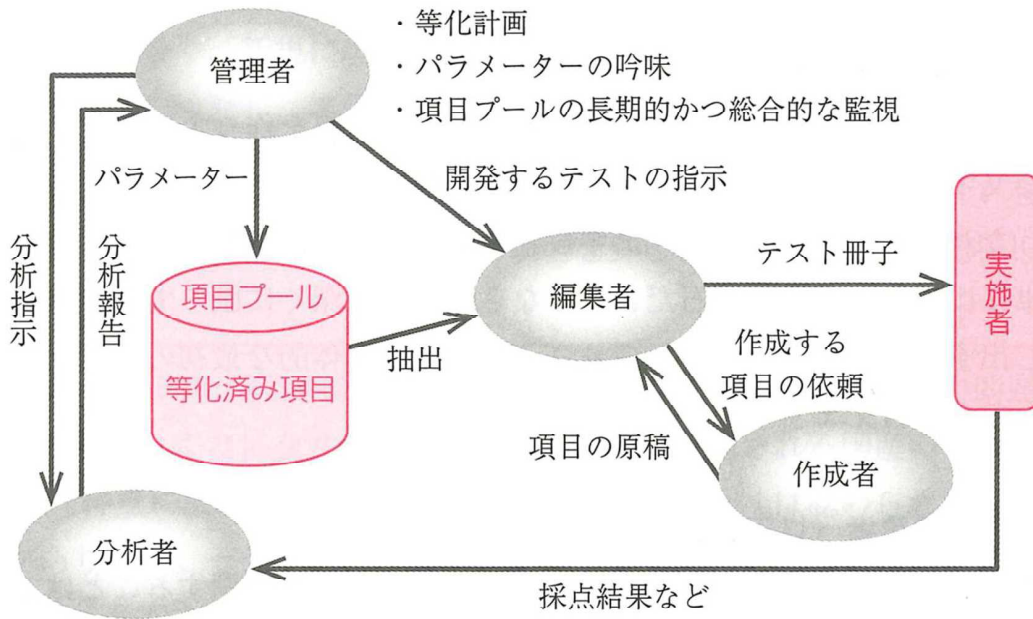 ・等化計画
管理者
・パラメーターの吟味
・項目プールの長期的かつ総合的な監視
パラメーター
開発するテストの指示
分析指示
分析報告
テスト冊子
実施者
項目プール
編集者
等化済み項目
抽出
作成する
項目の依頼
項目の原稿
作成者
分析者
採点結果など